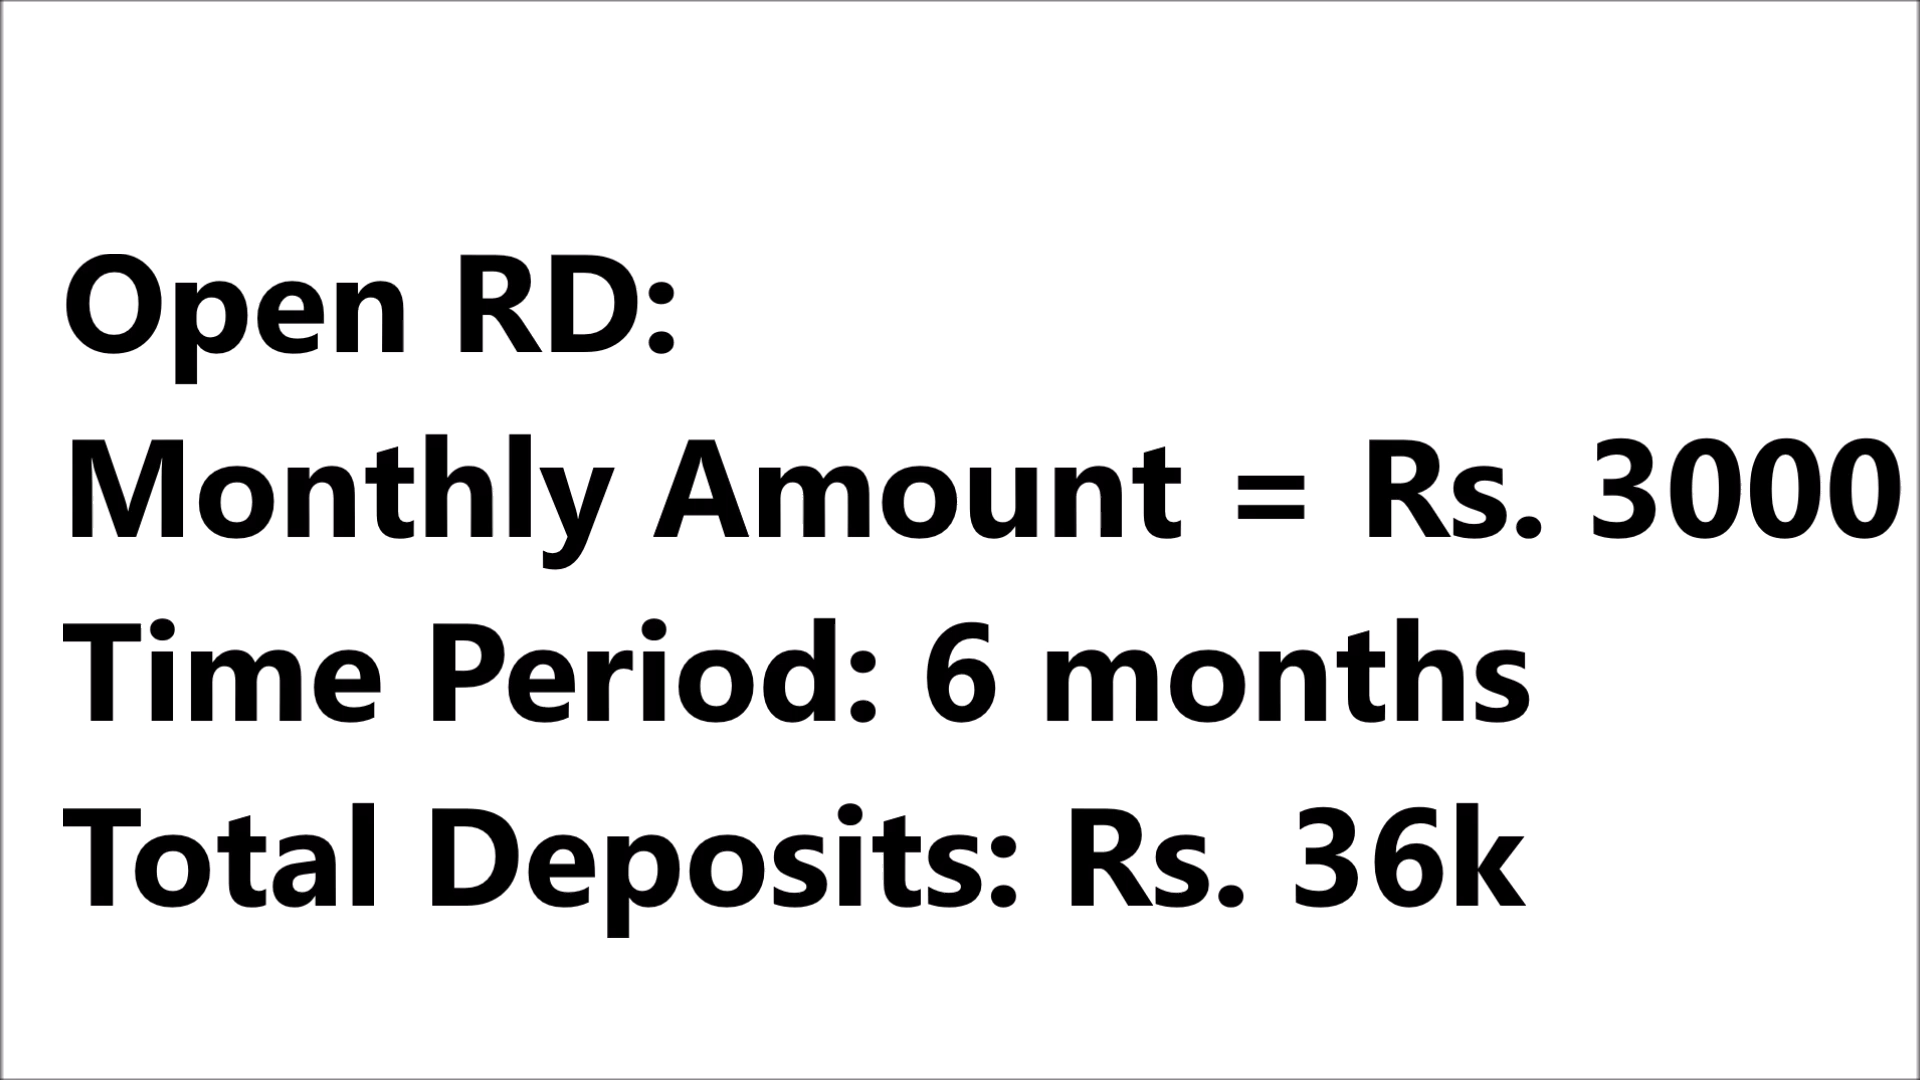 Open RD:
Monthly Amount = Rs. 3000
Time Period: 6 months
Total Deposits: Rs. 36k